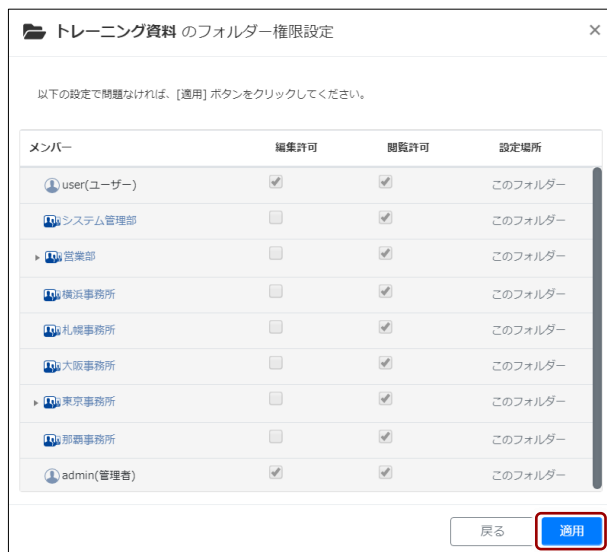 トレーニング資料 のフォルダー権限設定 ×
以下の設定で問題なければ、[適用] ボタンをクリックしてください。
メンバー 編集許可 閲覧許可 設定場所
user(ユーザー) このフォルダー
システム管理部 このフォルダー
営業部 このフォルダー
横浜事務所 このフォルダー
札幌事務所 このフォルダー
大阪事務所 このフォルダー
東京事務所 このフォルダー
那覇事務所 このフォルダー
admin(管理者) このフォルダー
戻る 適用